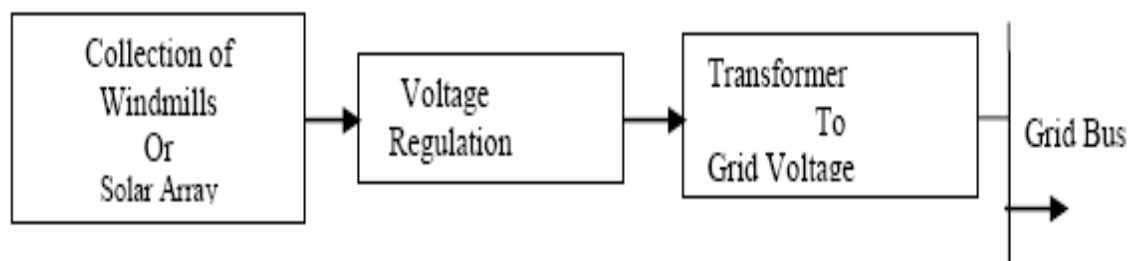 Collection of
Windmills
Or
Solar Array
Voltage
Regulation
Transformer
To
Grid Voltage
Grid Bus